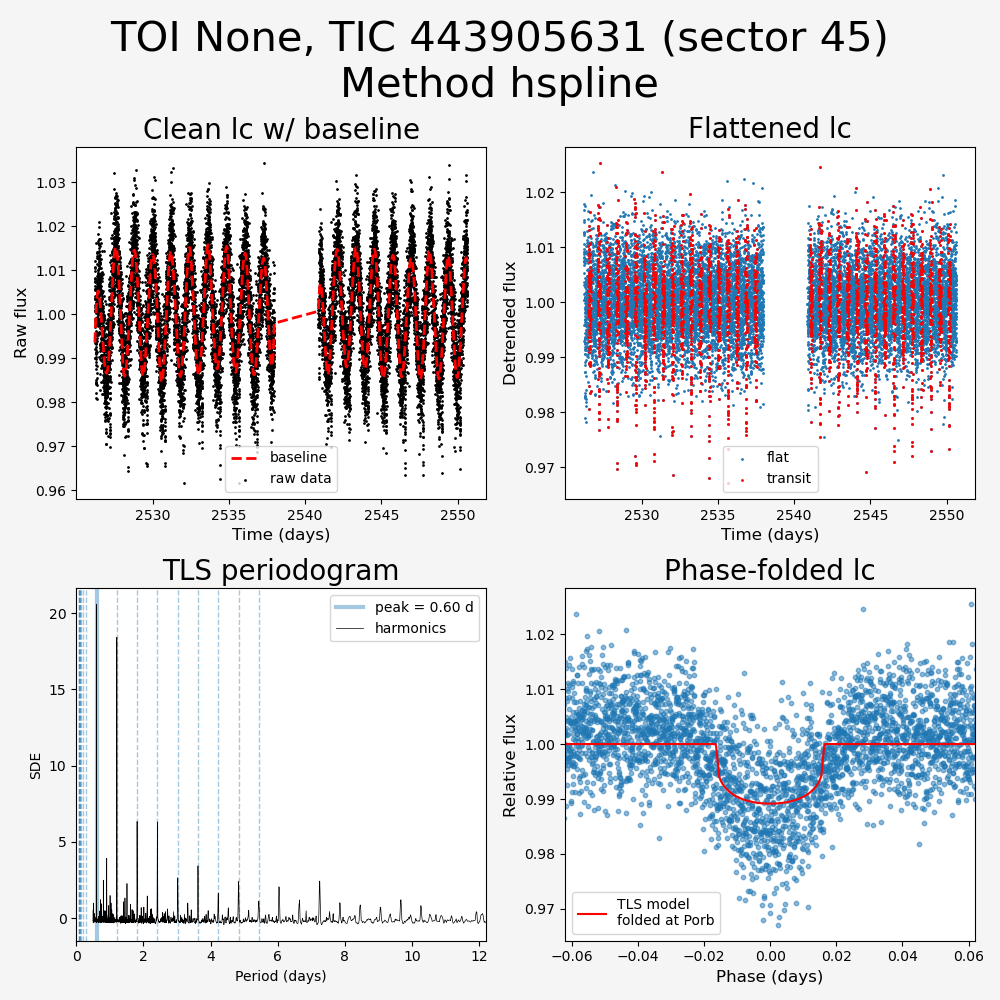 TOI None, TIC 443905631 (sector 45)
Method hspline
Clean lc w/ baseline
Raw flux
1.03
1.02
1.01
1.00
0.99
0.98
0.97
0.96
baseline
raw data
2530
2535
2540
2545
2550
Time (days)
Flattened lc
Detrended flux
1.02
1.01
1.00
0.99
0.98
0.97
flat
transit
2530
2535
2540
2545
2550
Time (days)
TLS periodogram
SDE
20
15
10
5
0
peak = 0.60 d
harmonics
0
2
4
6
8
10
12
Period (days)
Phase-folded lc
Relative flux
1.02
1.01
1.00
0.99
0.98
0.97
TLS model
folded at Porb
−0.06
−0.04
−0.02
0.00
0.02
0.04
0.06
Phase (days)